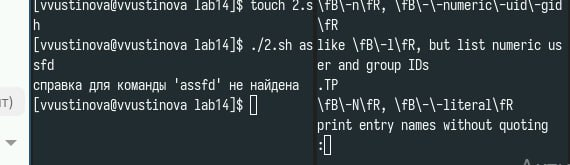 [vvustinova@vvustinova lab14]$ touch 2.s
h
[vvustinova@vvustinova lab14]$ ./2.sh as
sfd
справка для команды 'assfd' не найдена
[vvustinova@vvustinova lab14]$
\fB\-n\fR, \fB\-\-numeric\-uid\-gid
\fR
like \fB\-l\fR, but list numeric us
er and group IDs
.TP
\fB\-N\fR, \fB\-\-literal\fR
print entry names without quoting
: